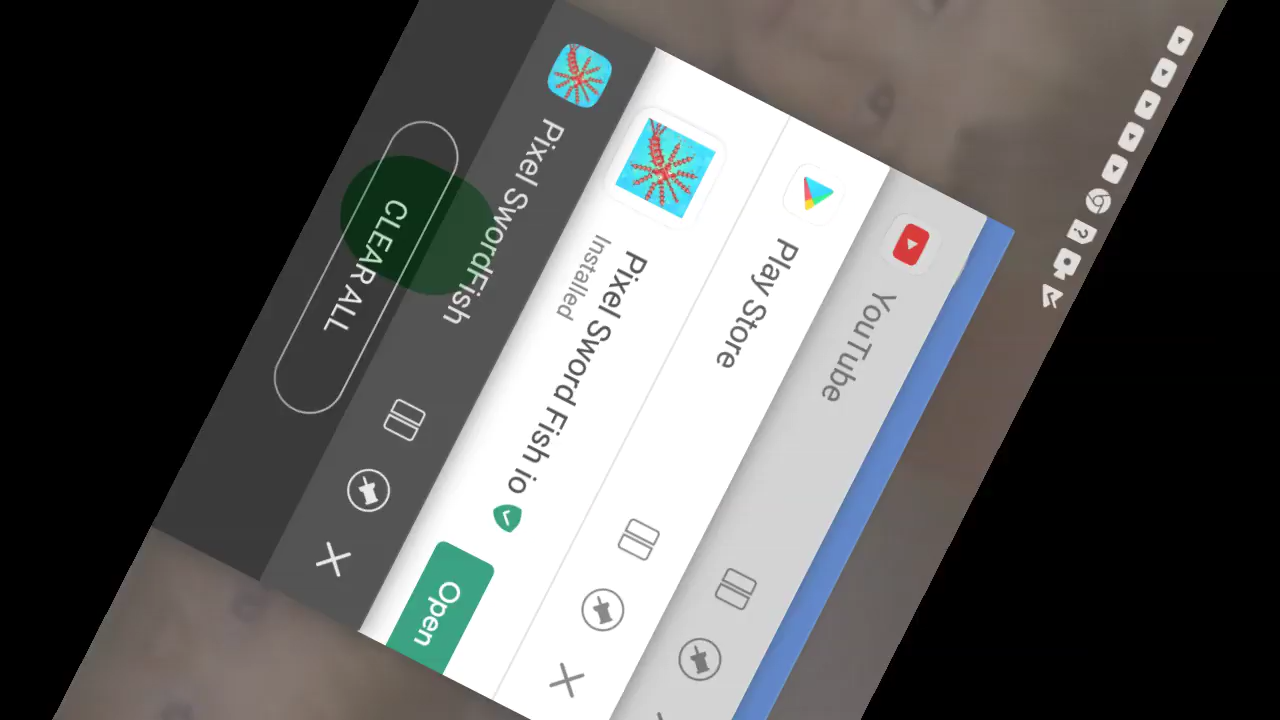 YouTube
Play Store
Pixel Sword Fish io
Installed
Open
Pixel SwordFish
CLEAR ALL